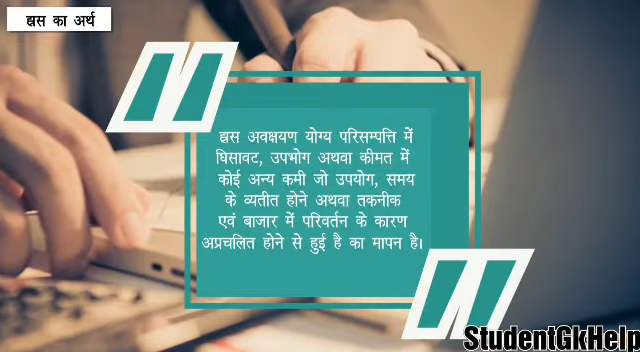 ह्रास का अर्थ
ह्रास अवक्षयण योग्य परिसम्पत्ति में
घिसावट, उपभोग अथवा कीमत में
कोई अन्य कमी जो उपयोग, समय
के व्यतीत होने अथवा तकनीक
एवं बाजार में परिवर्तन के कारण
अप्रचलित होने से हुई है का मापन है।
StudentGkHelp